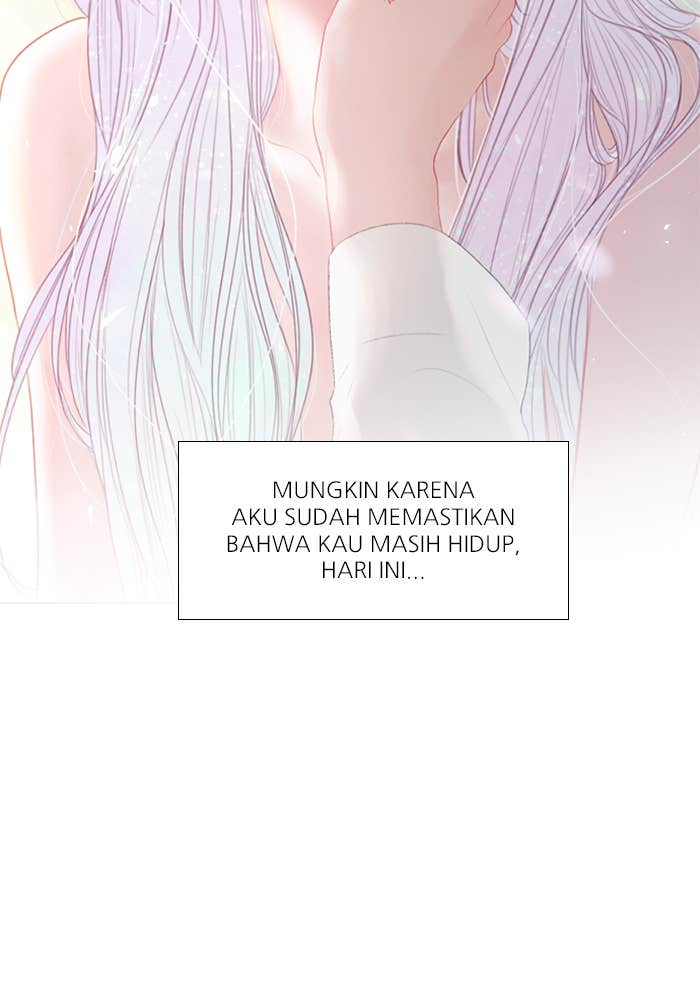 MUNGKIN KARENA
AKU SUDAH MEMASTIKAN
BAHWA KAU MASIH HIDUP,
HARI INI...